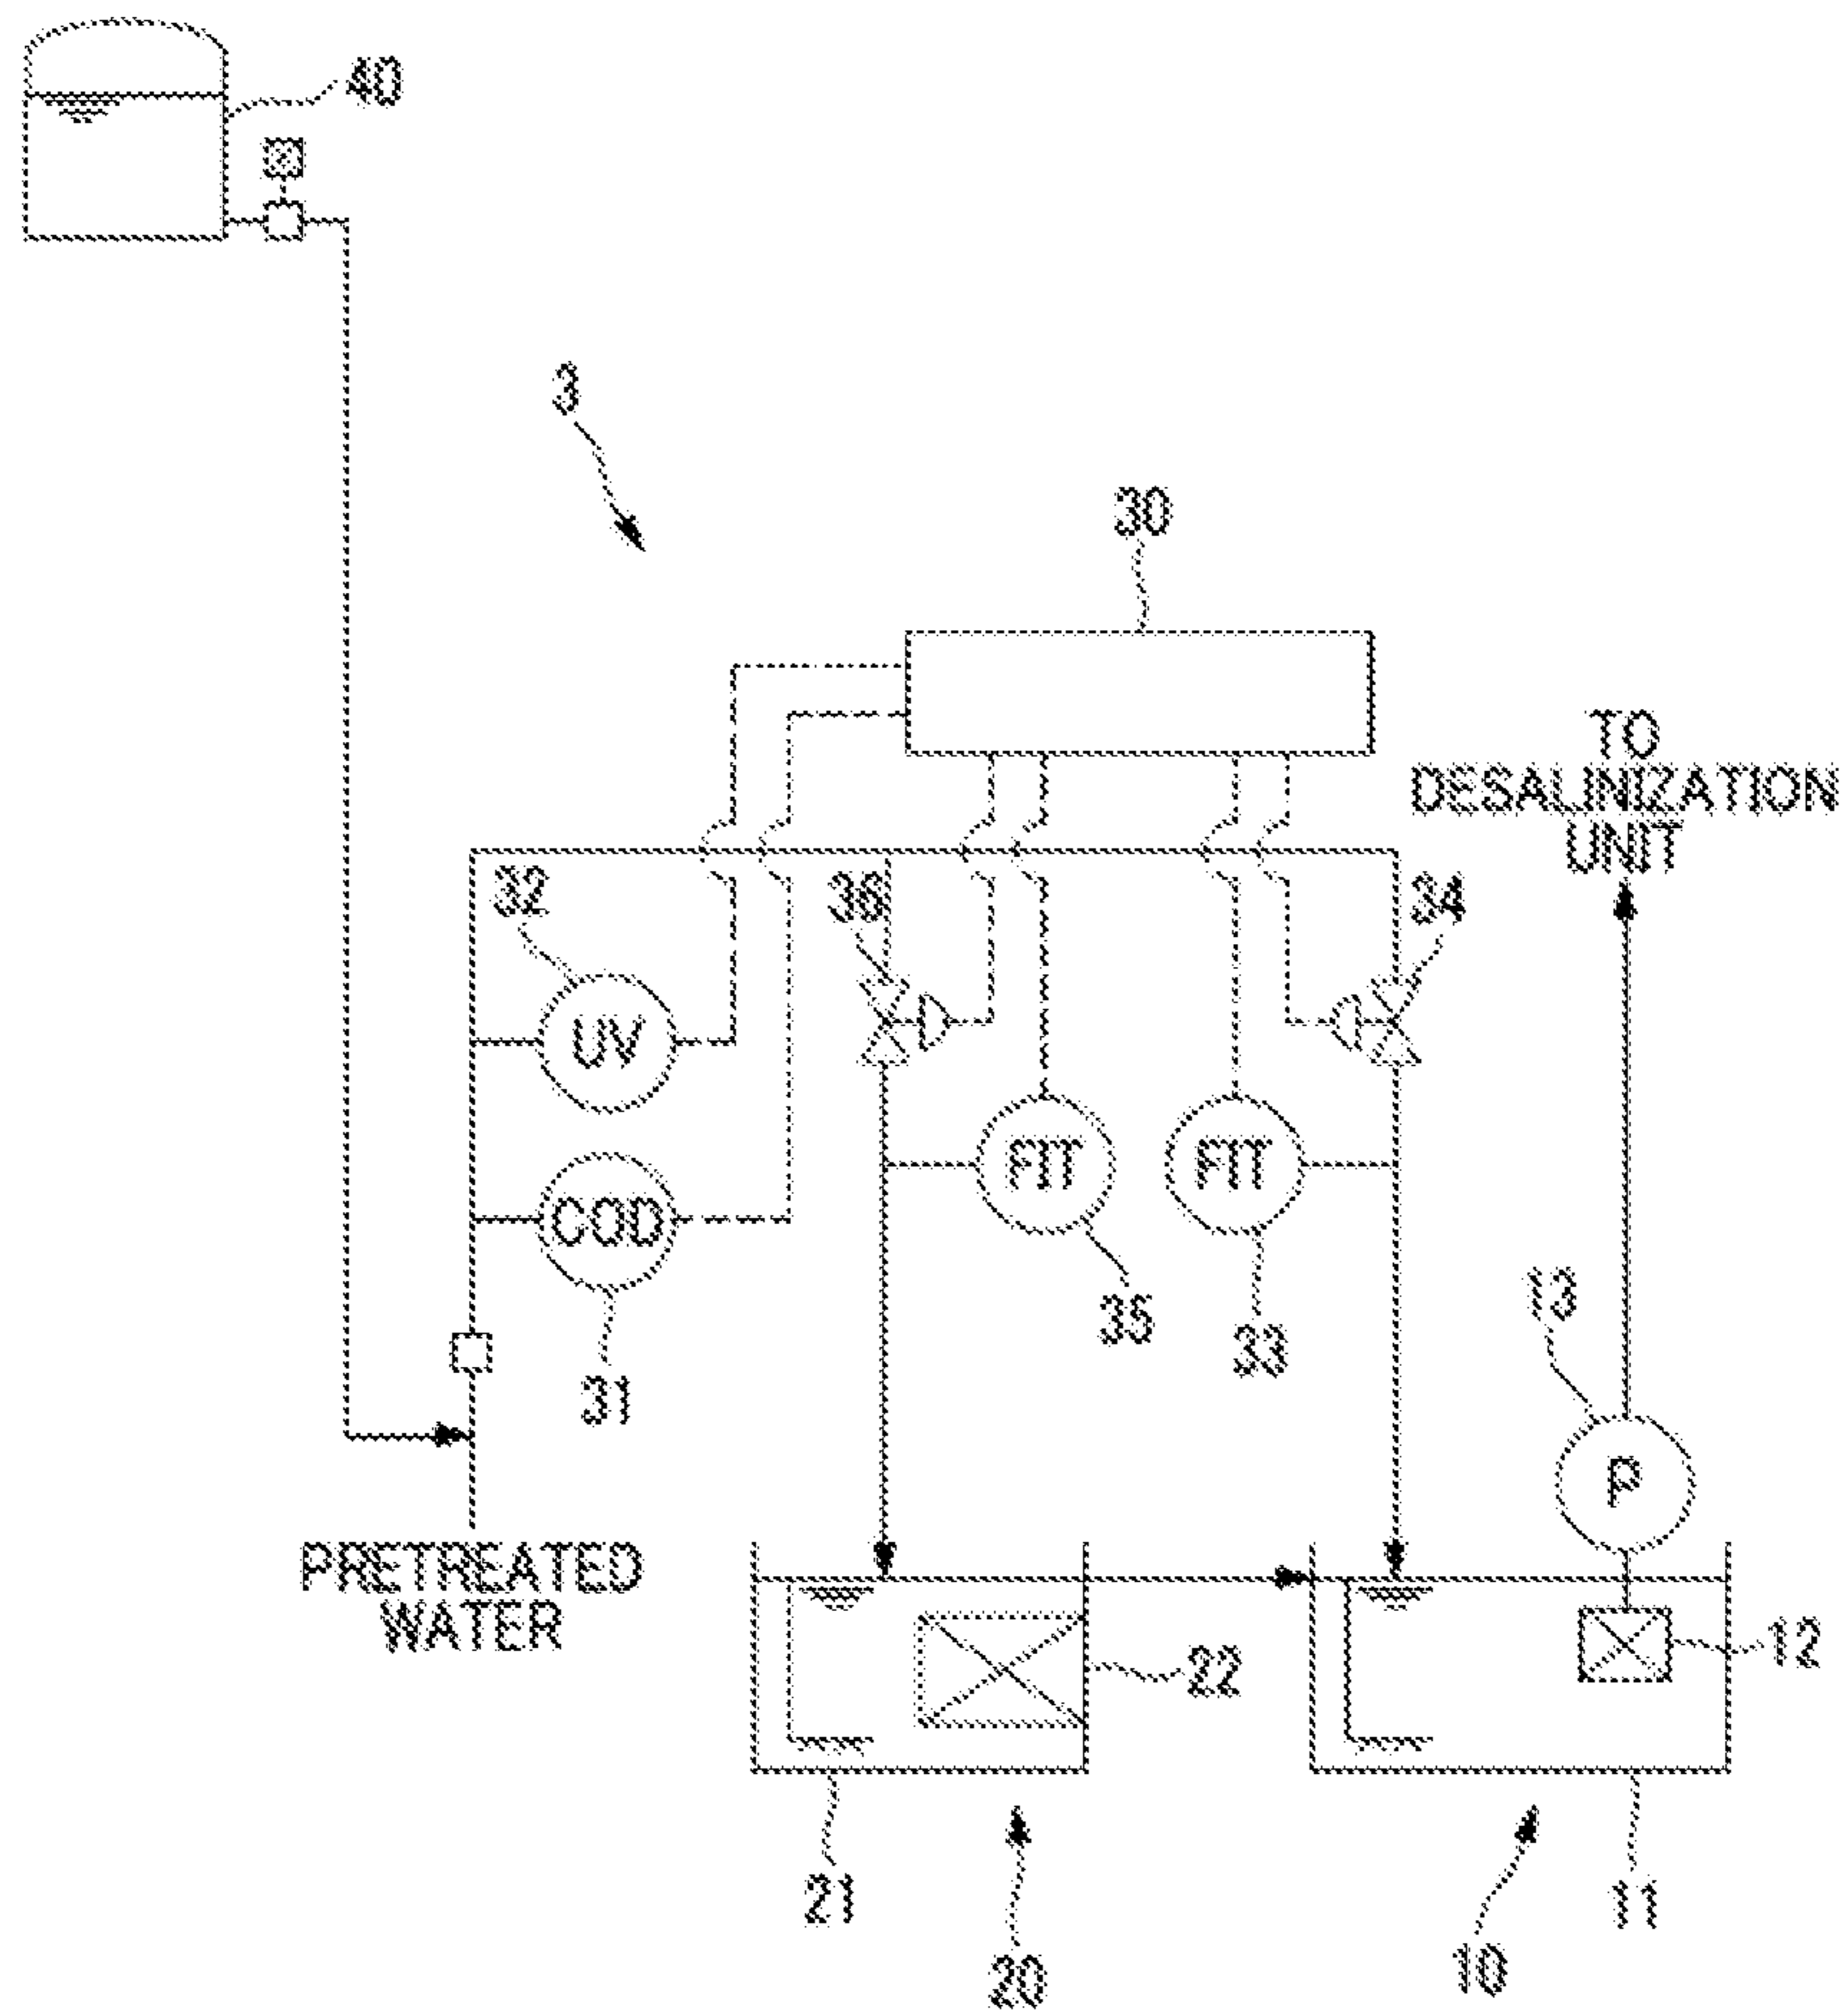 40
3
30
TO
DESALINIZATION
UNIT
32
36
34
UV
FIT
FIT
COD
35
33
13
31
P
PRETREATED
WATER
22
12
21
11
20
10